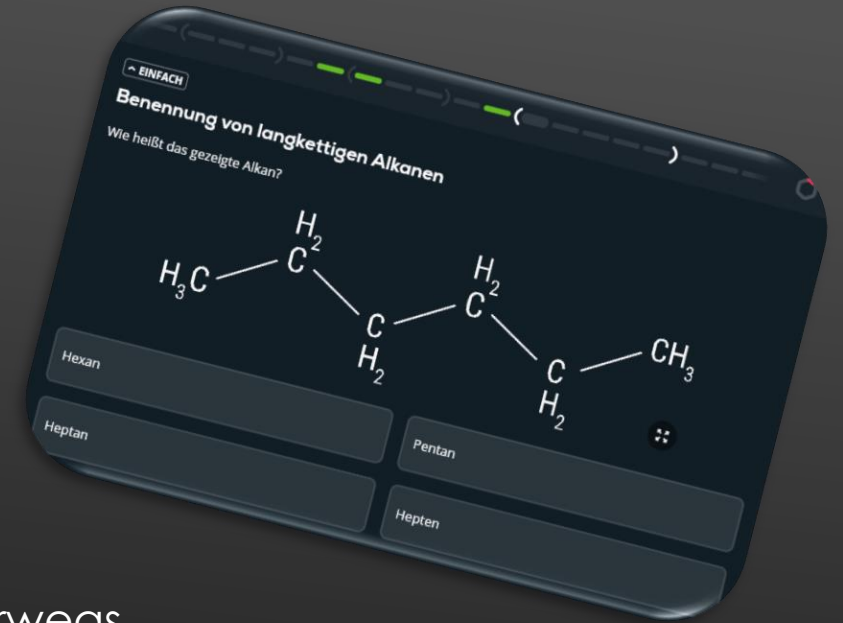 EINFACH
Benennung von langkettigen Alkanen
Wie heißt das gezeigte Alkan?
H2 H2
H3C C C CH3
C C
H2 H2
Hexan
Pentan
Heptan
Hepten